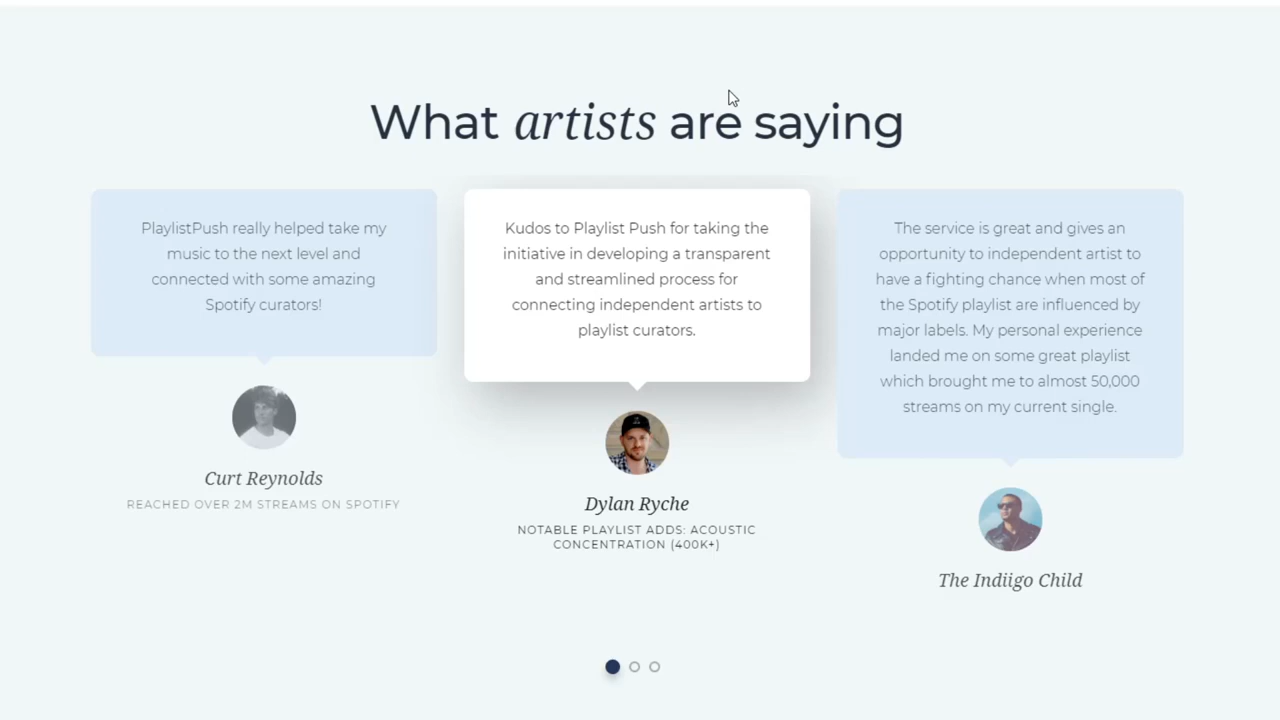 What artists are saying
PlaylistPush really helped take my
music to the next level and
connected with some amazing
Spotify curators!
Curt Reynolds
REACHED OVER 2M STREAMS ON SPOTIFY
Kudos to Playlist Push for taking the
initiative in developing a transparent
and streamlined process for
connecting independent artists to
playlist curators.
Dylan Ryche
NOTABLE PLAYLIST ADDS: ACOUSTIC
CONCENTRATION (400K+)
The service is great and gives an
opportunity to independent artist to
have a fighting chance when most of
the Spotify playlist are influenced by
major labels. My personal experience
landed me on some great playlist
which brought me to almost 50,000
streams on my current single.
The Indiigo Child